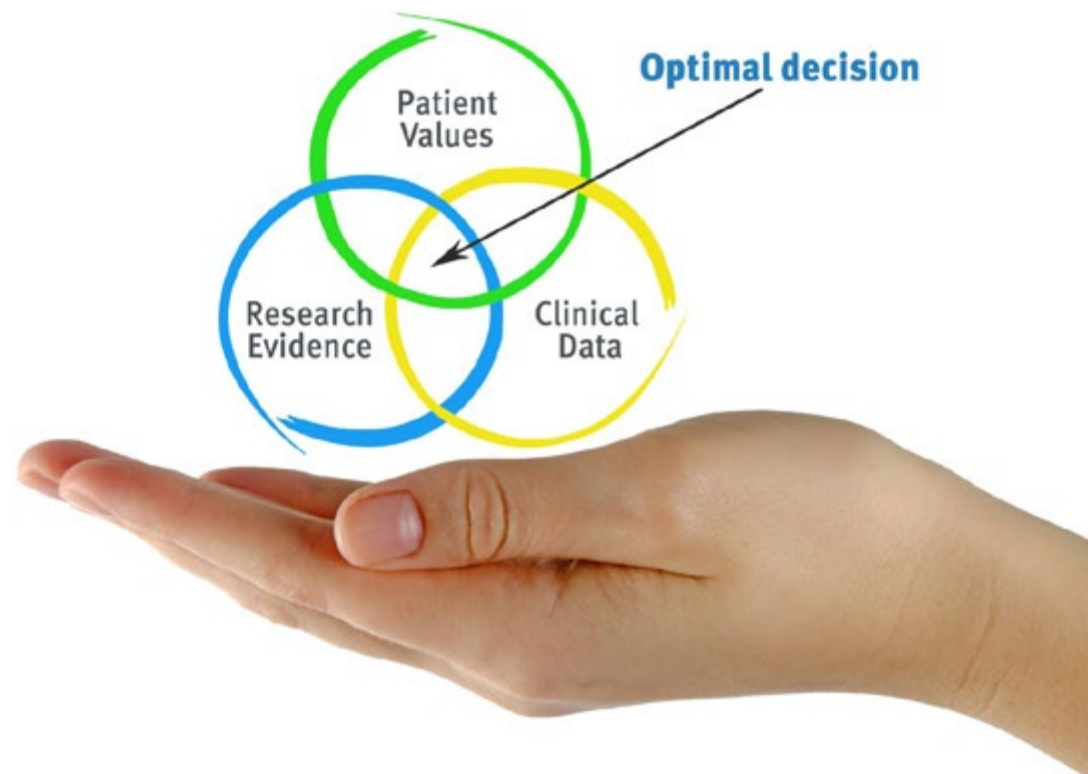 Optimal decision
Patient
Values
Research
Evidence
Clinical
Data